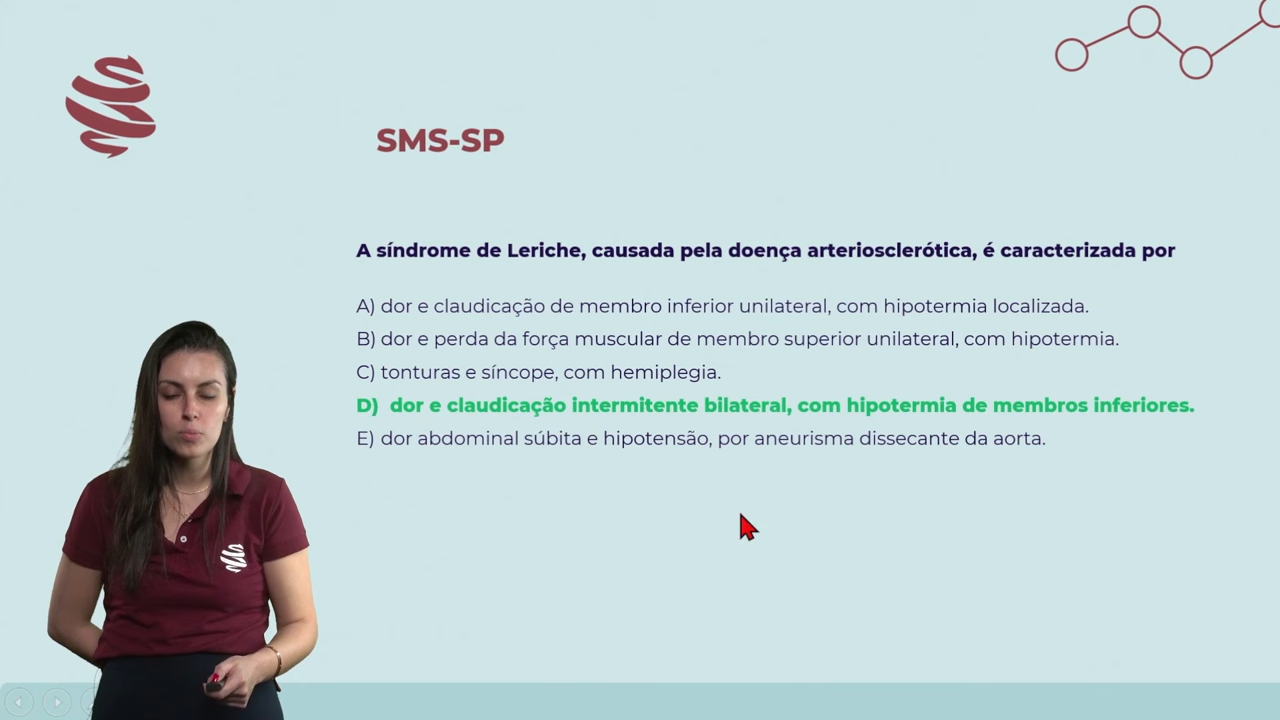 SMS-SP
A síndrome de Leriche, causada pela doença arteriosclerótica, é caracterizada por
A) dor e claudicação de membro inferior unilateral, com hipotermia localizada.
B) dor e perda da força muscular de membro superior unilateral, com hipotermia.
C) tonturas e síncope, com hemiplegia.
D) dor e claudicação intermitente bilateral, com hipotermia de membros inferiores.
E) dor abdominal súbita e hipotensão, por aneurisma dissecante da aorta.